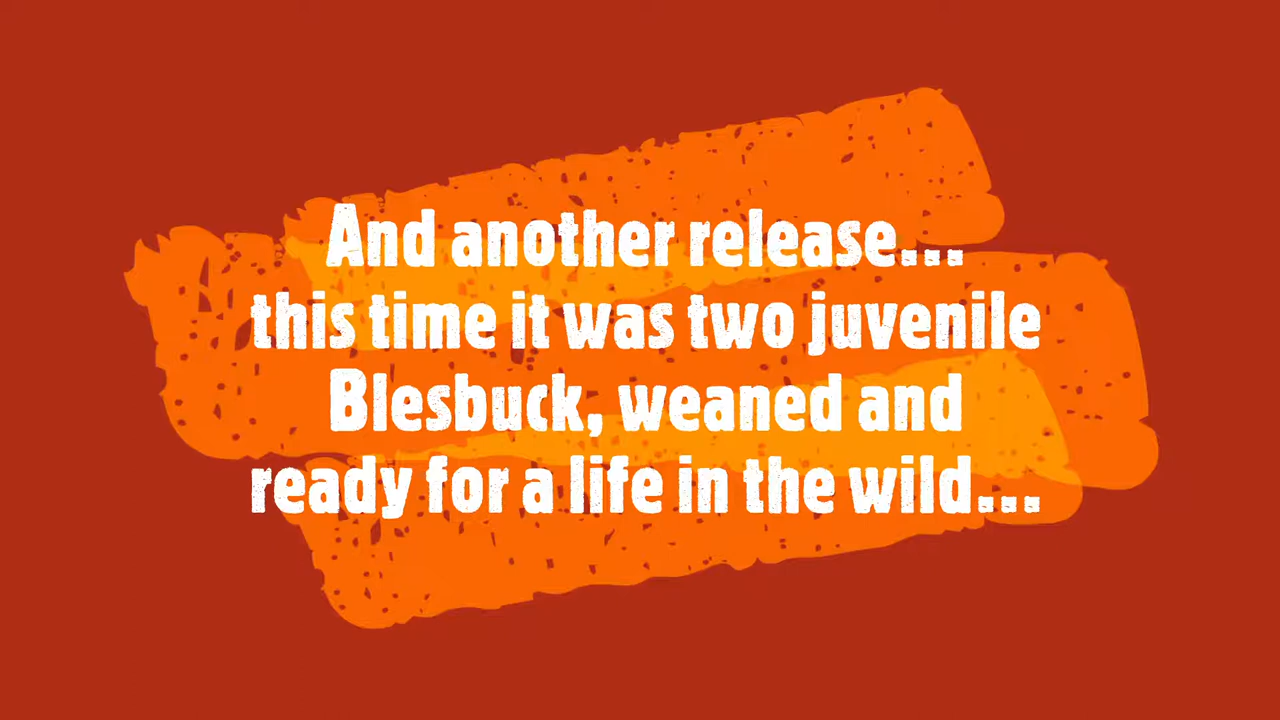 And another release...
this time it was two juvenile
Blesbuck, weaned and
ready for a life in the wild...